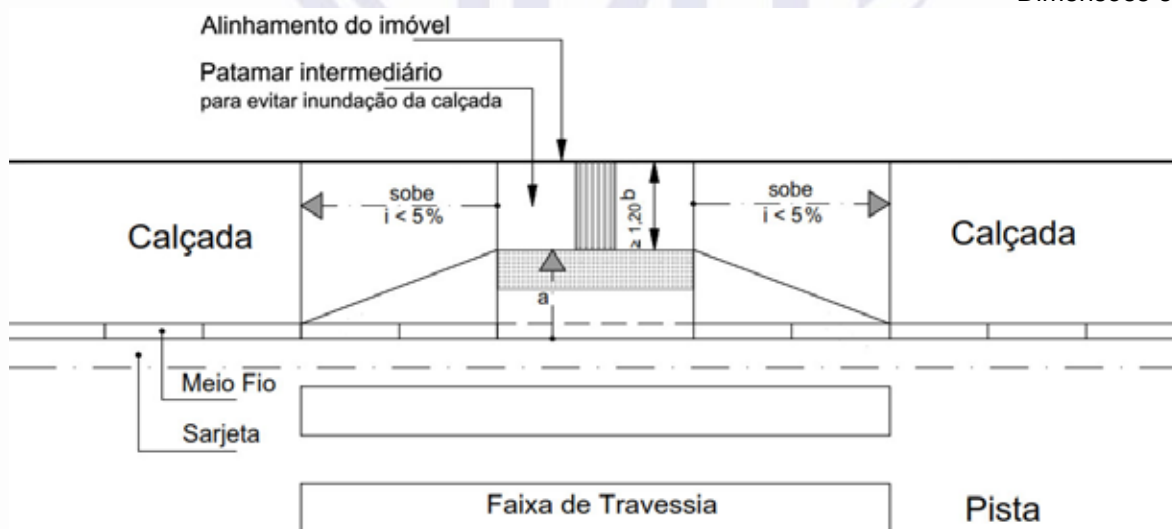 Alinhamento do imóvel
Patamar intermediário
para evitar inundação da calçada
sobe
i < 5%
≥ 1,20
b
sobe
i < 5%
Calçada
Calçada
a
Meio Fio
Sarjeta
Faixa de Travessia
Pista